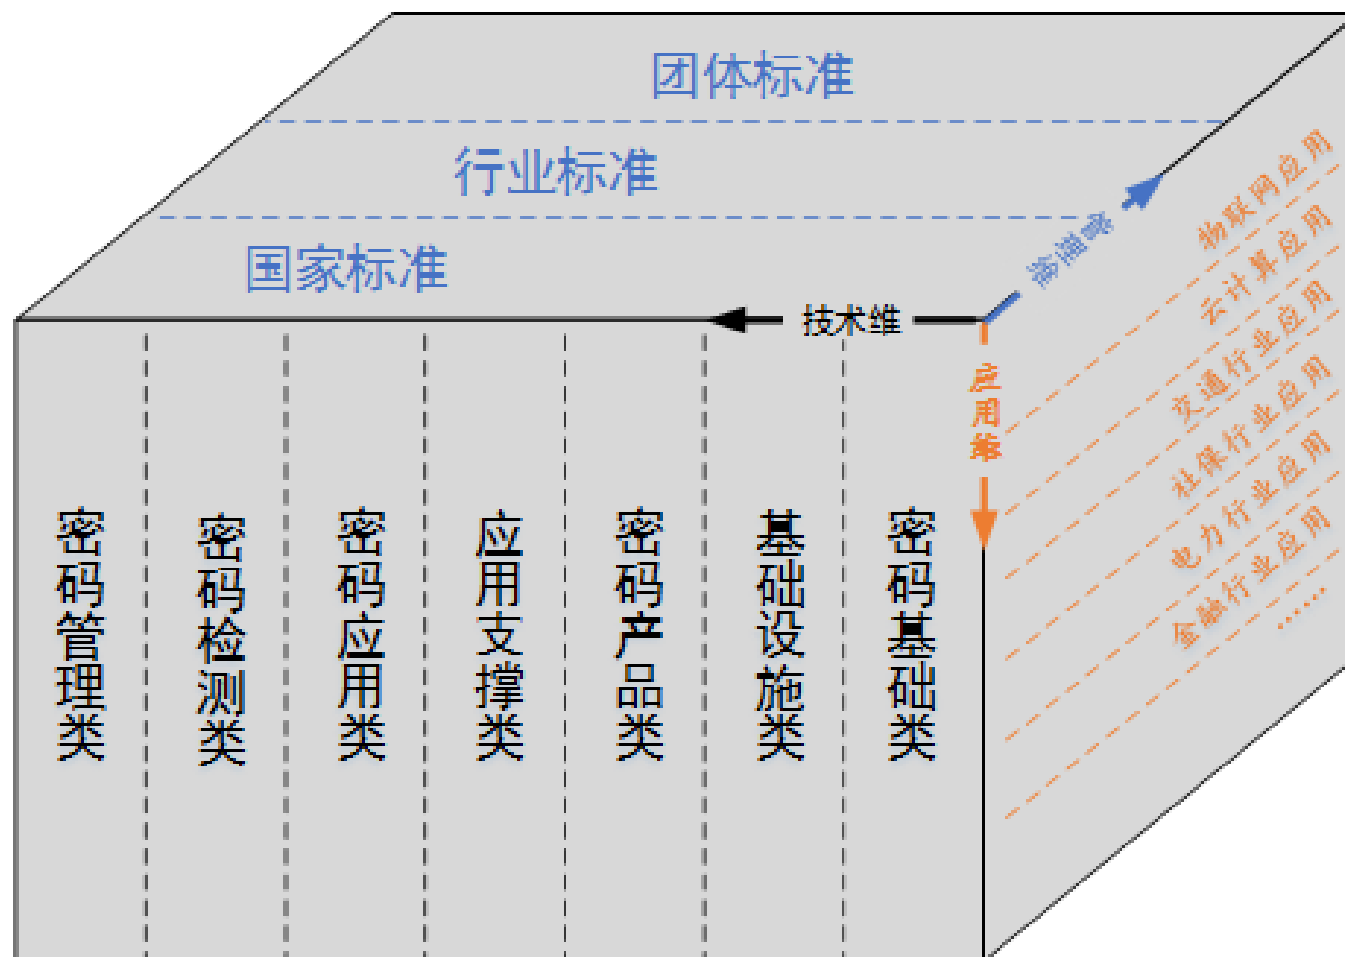 团体标准
行业标准
国家标准
管理维
技术维
应用维
密码管理类
密码检测类
密码应用类
应用支撑类
密码产品类
基础设施类
密码基础类
物联网应用
云计算应用
交通行业应用
社保行业应用
电力行业应用
金融行业应用
……